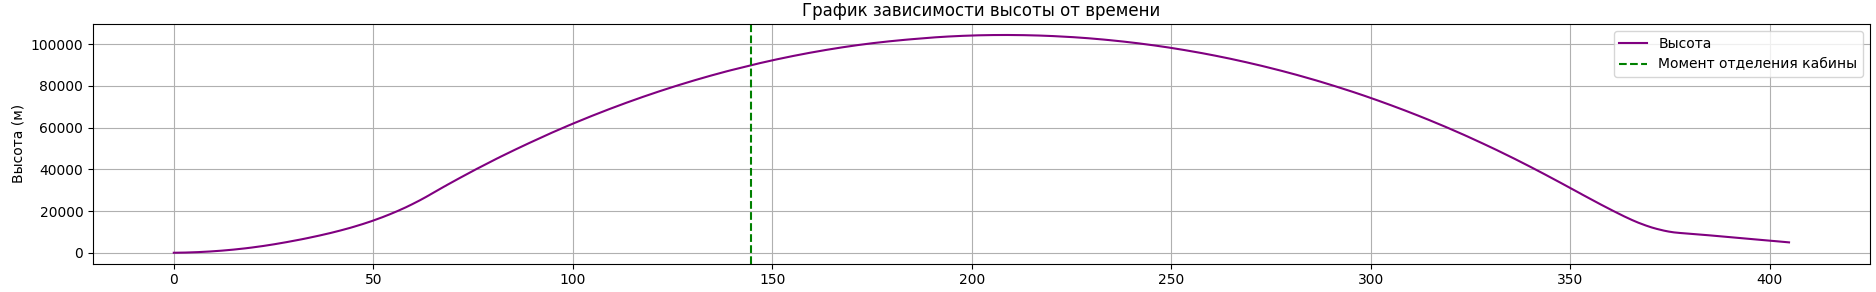 График зависимости высоты от времени
Высота (м)
100000
80000
60000
40000
20000
0
Высота
Момент отделения кабины
0 50 100 150 200 250 300 350 400